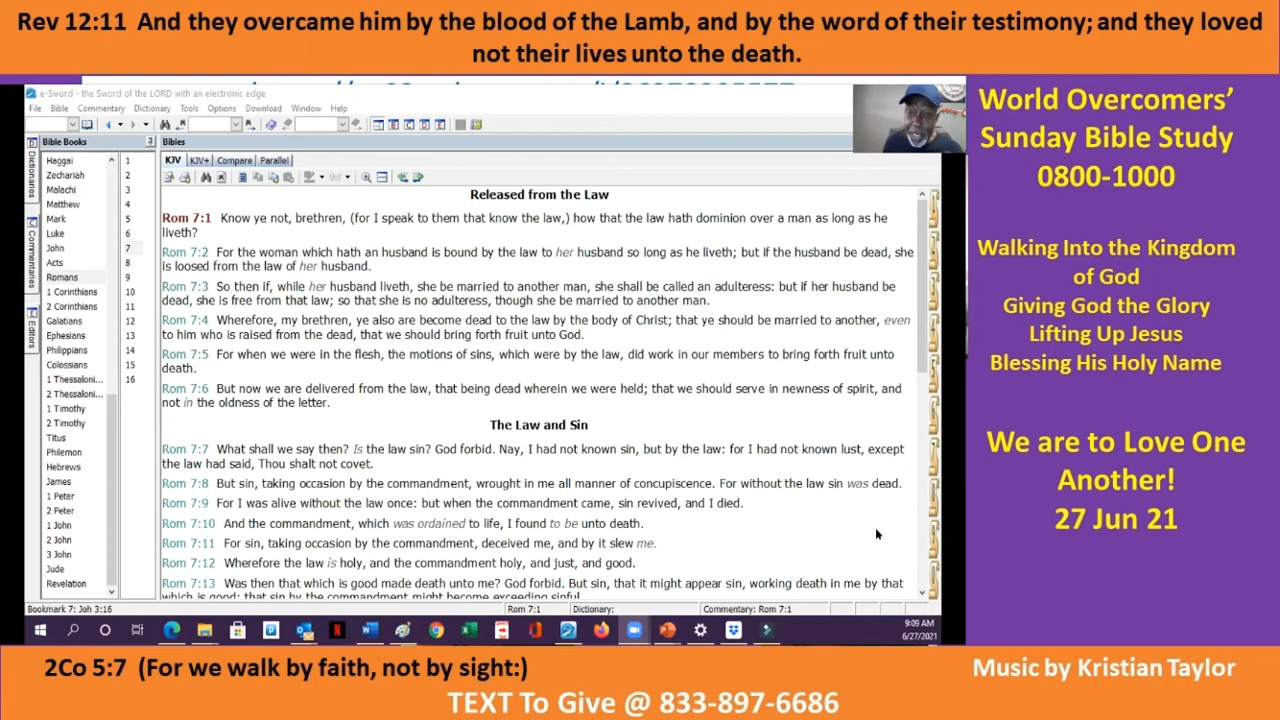 Rev 12:11 And they overcame him by the blood of the Lamb, and by the word of their testimony; and they loved
not their lives unto the death.
e-Sword - the Sword of the LORD with an electronic edge
File Bible Commentary Dictionary Tools Options Download Window Help
Bible Books
Haggai
Zechariah
Malachi
Matthew
Mark
Luke
John
Acts
Romans
1 Corinthians
2 Corinthians
Galatians
Ephesians
Philippians
Colossians
1 Thessaloni...
2 Thessaloni...
1 Timothy
2 Timothy
Titus
Philemon
Hebrews
James
1 Peter
2 Peter
1 John
2 John
3 John
Jude
Revelation
1
2
3
4
5
6
7
8
9
10
11
12
13
14
15
16
Dictionaries
Commentaries
Editors
Bibles
KJV KJV+ Compare Parallel
Released from the Law
Rom 7:1 Know ye not, brethren, (for I speak to them that know the law,) how that the law hath dominion over a man as long as he
liveth?
Rom 7:2 For the woman which hath an husband is bound by the law to her husband so long as he liveth; but if the husband be dead, she
is loosed from the law of her husband.
Rom 7:3 So then if, while her husband liveth, she be married to another man, she shall be called an adulteress: but if her husband be
dead, she is free from that law; so that she is no adulteress, though she be married to another man.
Rom 7:4 Wherefore, my brethren, ye also are become dead to the law by the body of Christ; that ye should be married to another, even
to him who is raised from the dead, that we should bring forth fruit unto God.
Rom 7:5 For when we were in the flesh, the motions of sins, which were by the law, did work in our members to bring forth fruit unto
death.
Rom 7:6 But now we are delivered from the law, that being dead wherein we were held; that we should serve in newness of spirit, and
not in the oldness of the letter.
The Law and Sin
Rom 7:7 What shall we say then? Is the law sin? God forbid. Nay, I had not known sin, but by the law: for I had not known lust, except
the law had said, Thou shalt not covet.
Rom 7:8 But sin, taking occasion by the commandment, wrought in me all manner of concupiscence. For without the law sin was dead.
Rom 7:9 For I was alive without the law once: but when the commandment came, sin revived, and I died.
Rom 7:10 And the commandment, which was ordained to life, I found to be unto death.
Rom 7:11 For sin, taking occasion by the commandment, deceived me, and by it slew me.
Rom 7:12 Wherefore the law is holy, and the commandment holy, and just, and good.
Rom 7:13 Was then that which is good made death unto me? God forbid. But sin, that it might appear sin, working death in me by that
which is good; that sin by the commandment might become exceeding sinful.
Bookmark 7: Joh 3:16 Rom 7:1 Dictionary: Commentary: Rom 7:1
9:09 AM
6/27/2021
World Overcomers'
Sunday Bible Study
0800-1000
Walking Into the Kingdom
of God
Giving God the Glory
Lifting Up Jesus
Blessing His Holy Name
We are to Love One
Another!
27 Jun 21
2Co 5:7 (For we walk by faith, not by sight:)
Music by Kristian Taylor
TEXT To Give @ 833-897-6686